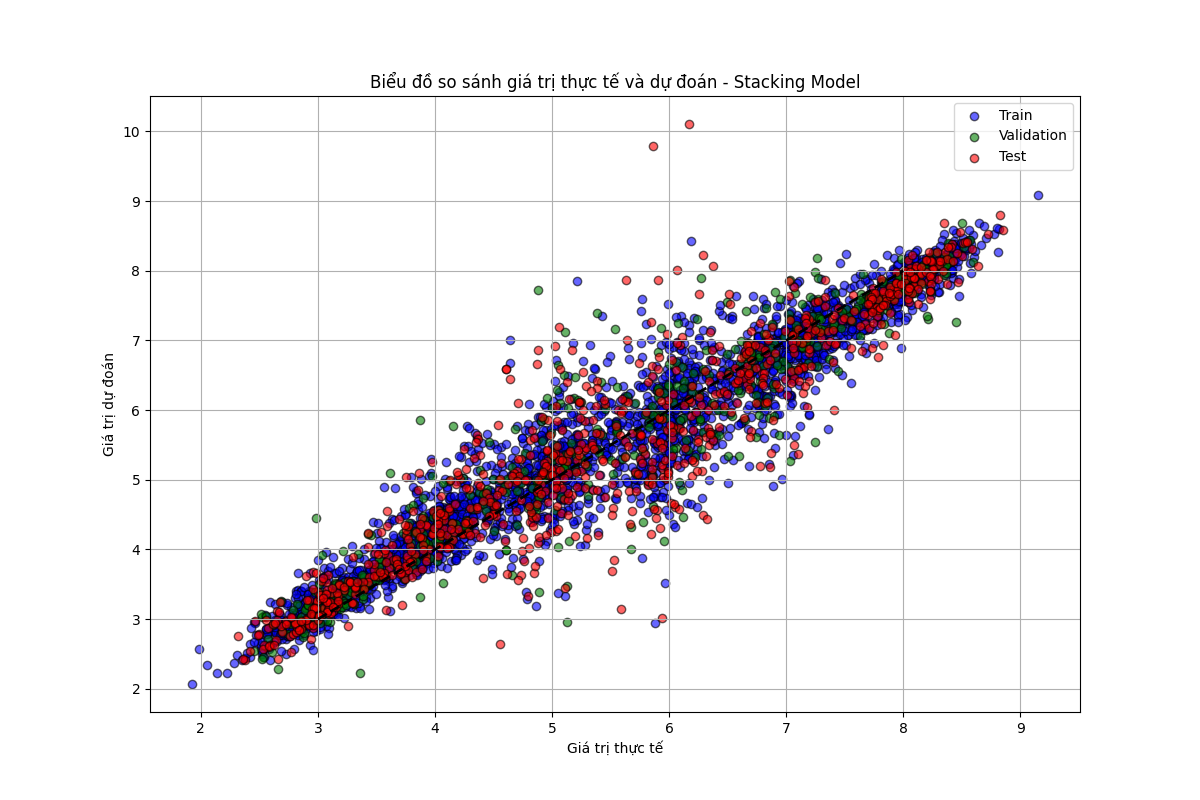 Biểu đồ so sánh giá trị thực tế và dự đoán - Stacking Model
Train
Validation
Test
Giá trị dự đoán
10
9
8
7
6
5
4
3
2
2 3 4 5 6 7 8 9
Giá trị thực tế